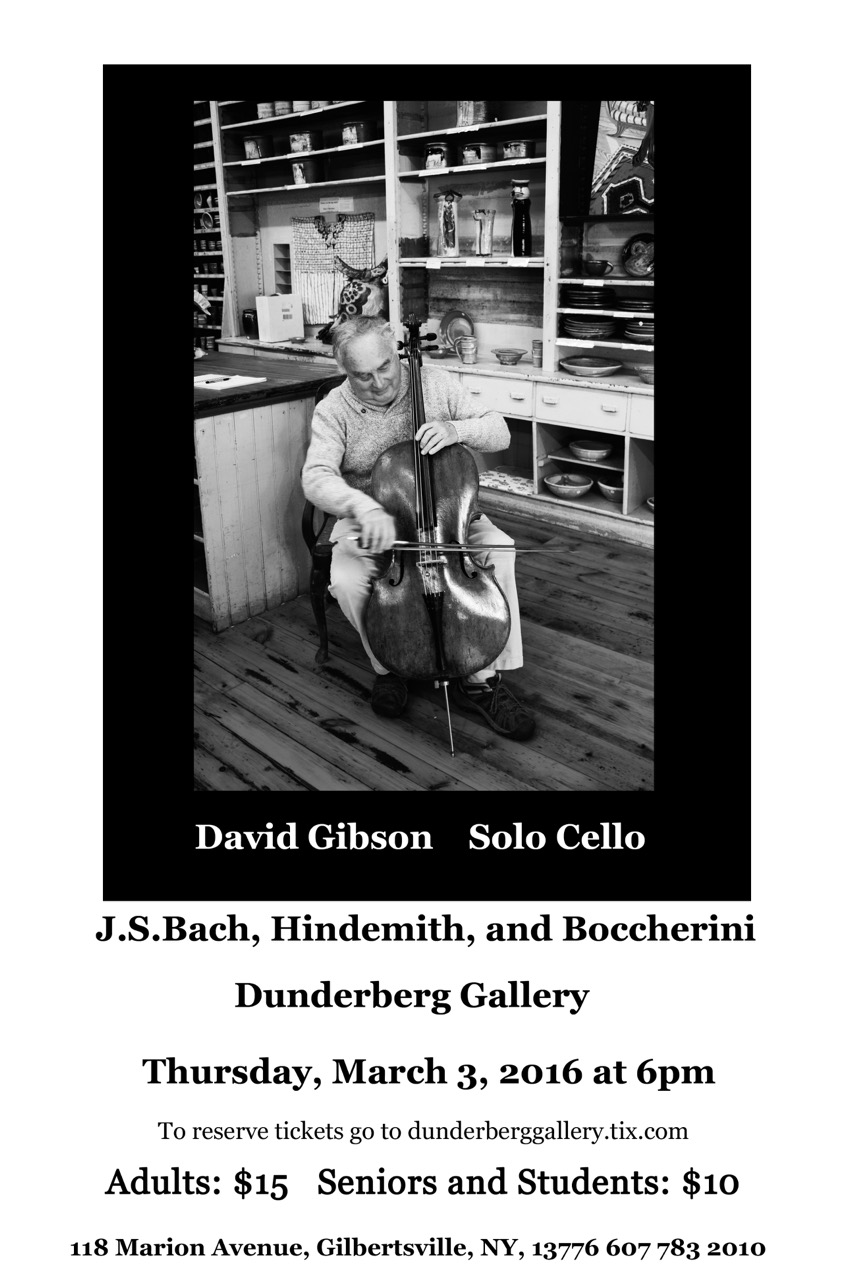 David Gibson Solo Cello
J.S.Bach, Hindemith, and Boccherini
Dunderberg Gallery
Thursday, March 3, 2016 at 6pm
To reserve tickets go to dunderberggallery.tix.com
Adults: $15 Seniors and Students: $10
118 Marion Avenue, Gilbertsville, NY, 13776 607 783 2010